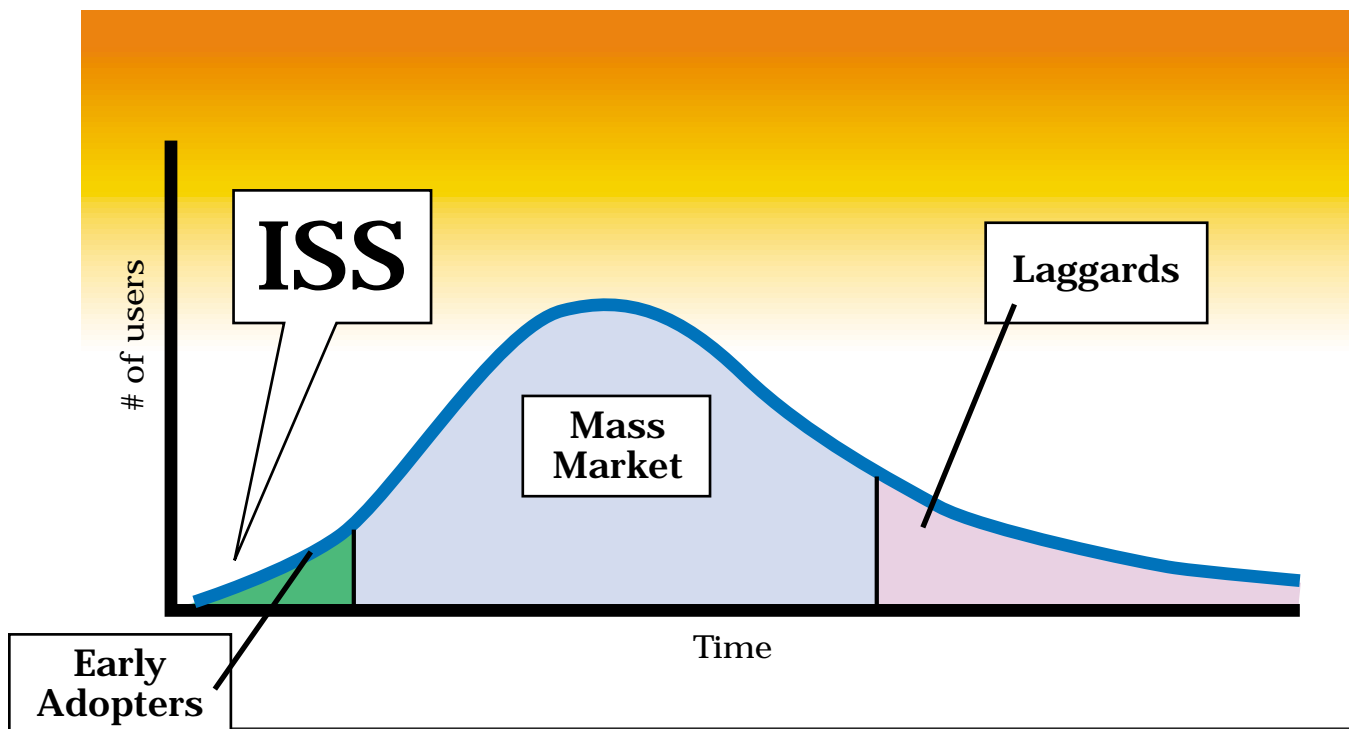 ISS
Laggards
# of users
Mass
Market
Time
Early
Adopters